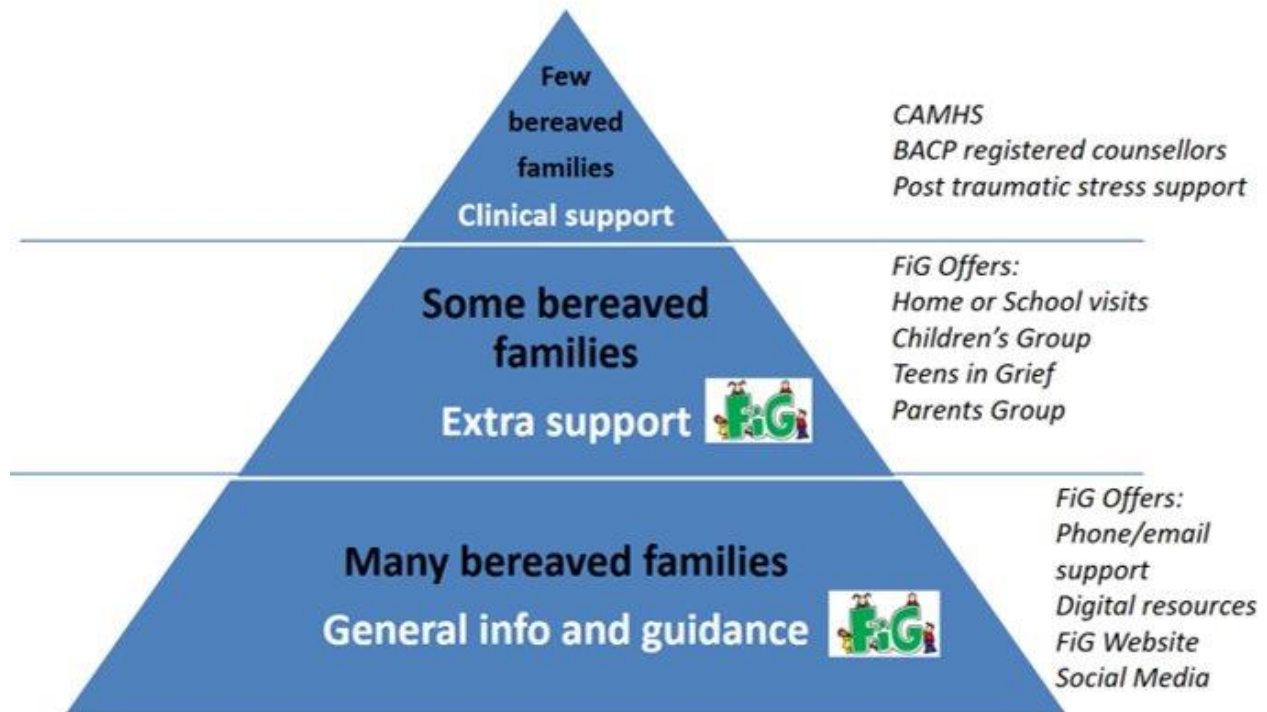 Few
bereaved
families
Clinical support
CAMHS
BACP registered counsellors
Post traumatic stress support
Some bereaved
families
Extra support
FiG
FiG Offers:
Home or School visits
Children’s Group
Teens in Grief
Parents Group
Many bereaved families
General info and guidance
FiG
FiG Offers:
Phone/email
support
Digital resources
FiG Website
Social Media